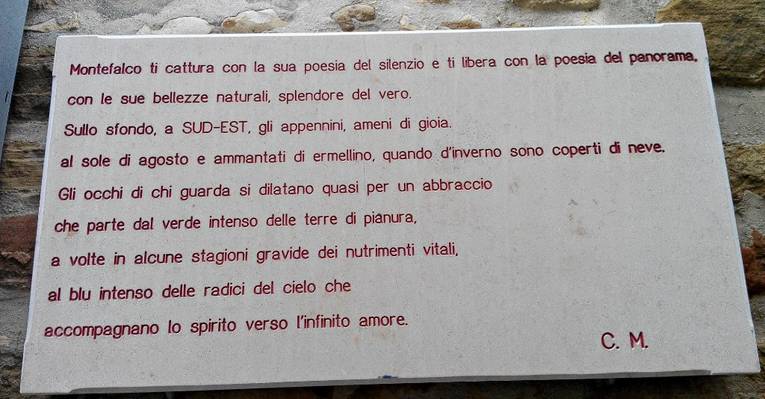 Montefalco ti cattura con la sua poesia del silenzio e ti libera con la poesia del panorama,
con le sue bellezze naturali, splendore del vero.
Sullo sfondo, a SUD-EST, gli appennini, ameni di gioia.
al sole di agosto e ammantati di ermellino, quando d'inverno sono coperti di neve.
Gli occhi di chi guarda si dilatano quasi per un abbraccio
che parte dal verde intenso delle terre di pianura,
a volte in alcune stagioni gravide dei nutrimenti vitali,
al blu intenso delle radici del cielo che
accompagnano lo spirito verso l'infinito amore.
C. M.